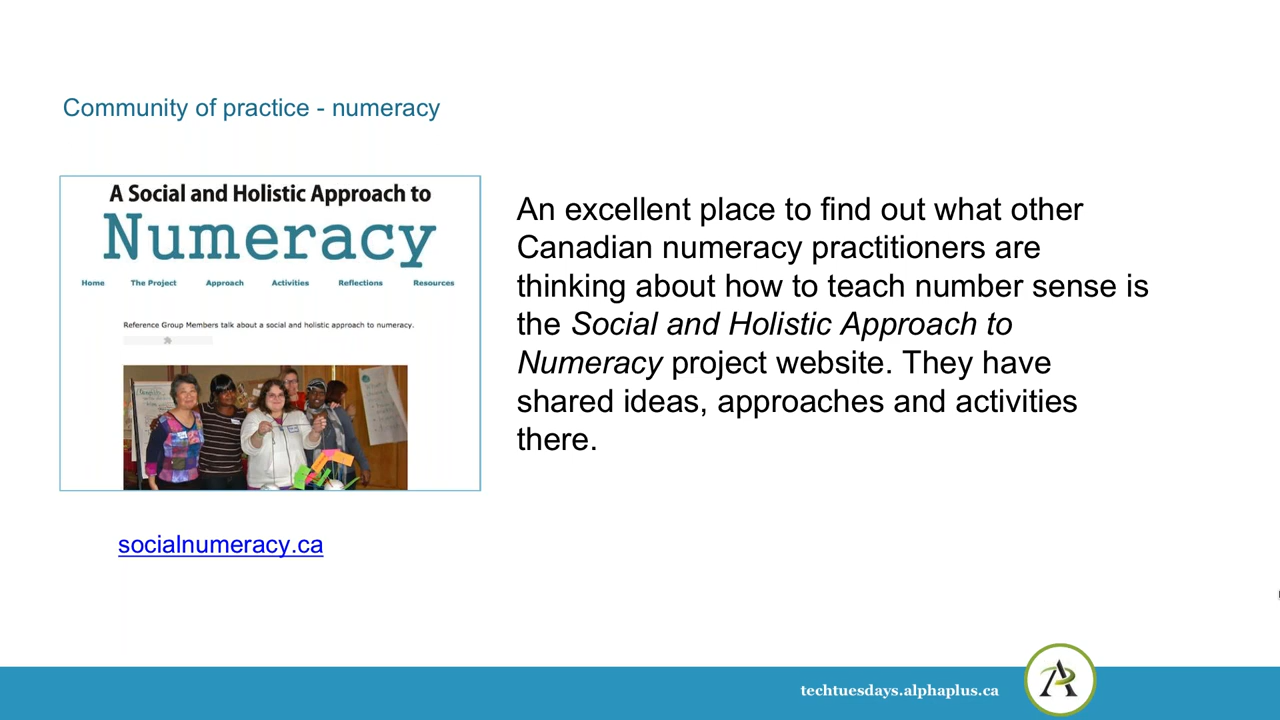 Community of practice - numeracy
A Social and Holistic Approach to
Numeracy
Home The Project Approach Activities Reflections Resources
Reference Group Members talk about a social and holistic approach to numeracy.
An excellent place to find out what other
Canadian numeracy practitioners are
thinking about how to teach number sense is
the Social and Holistic Approach to
Numeracy project website. They have
shared ideas, approaches and activities
there.
socialnumeracy.ca
techtuesdays.alphaplus.ca